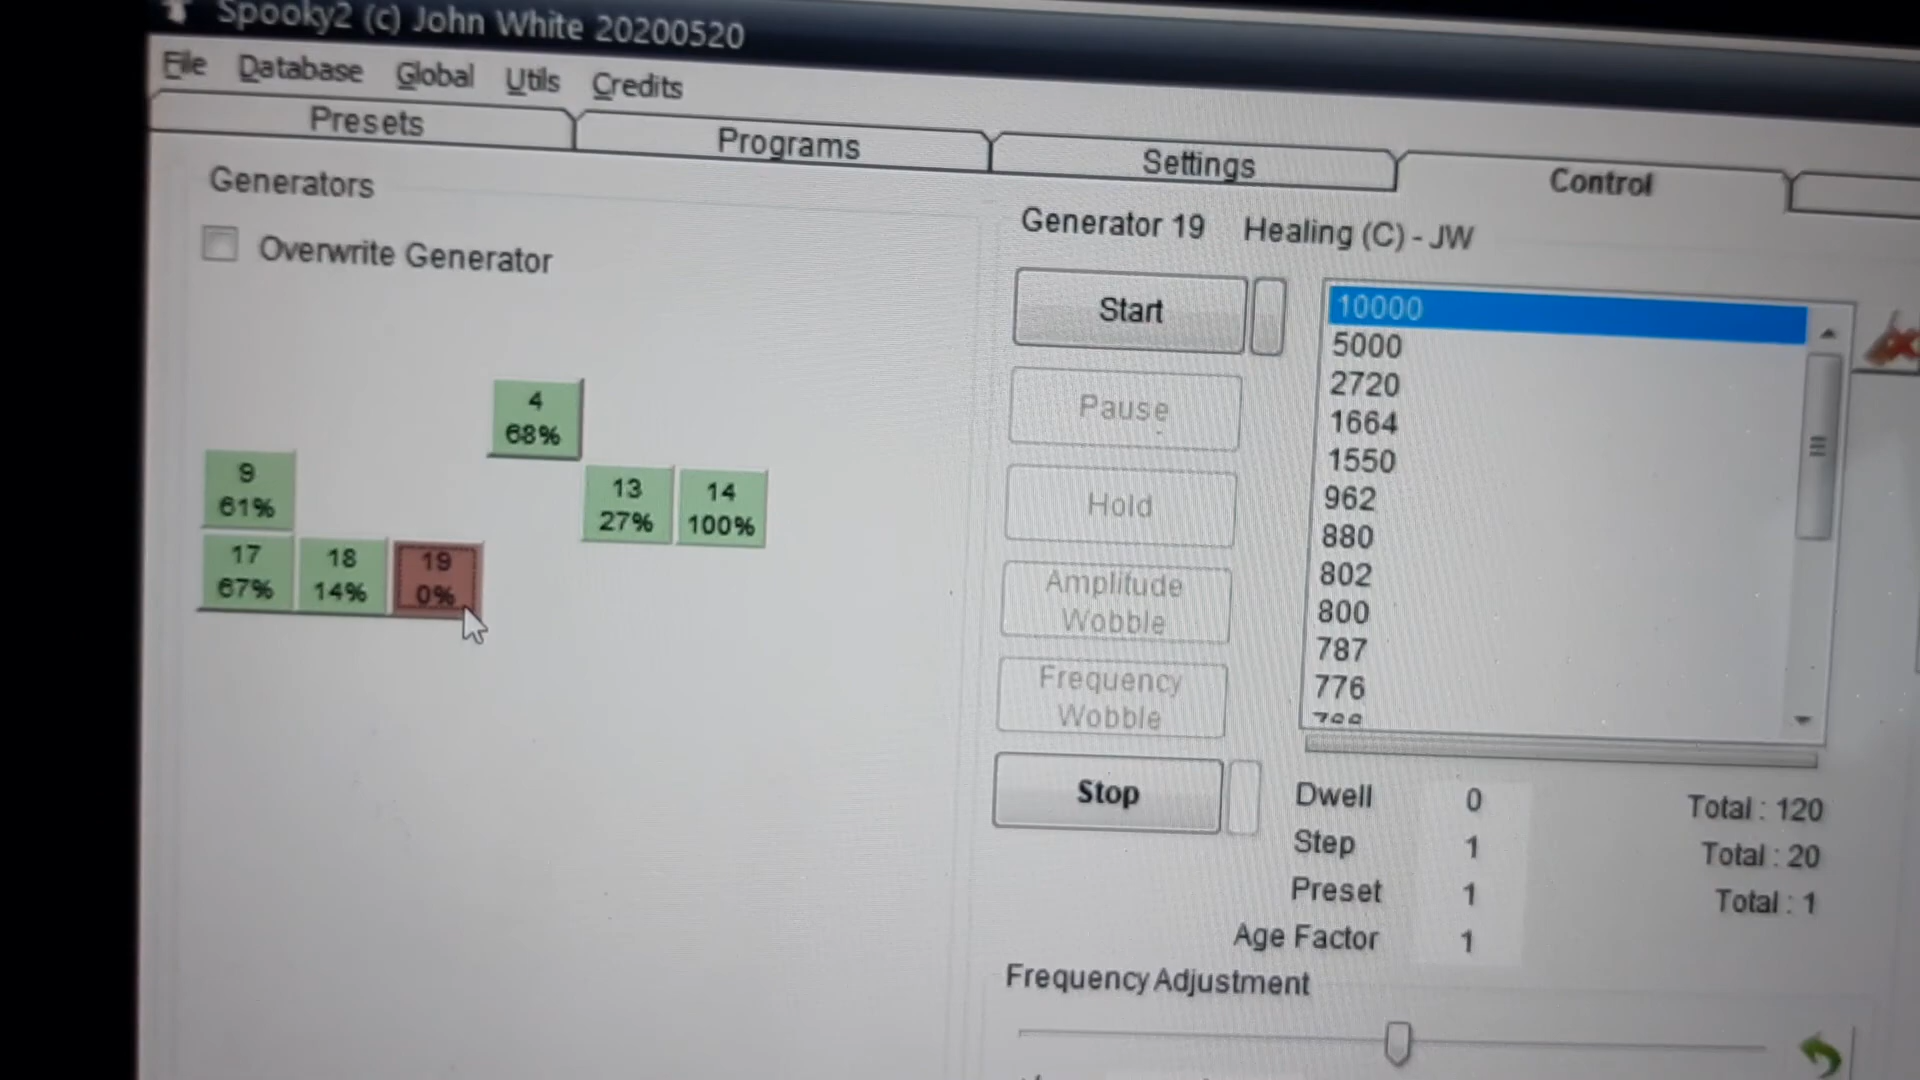 Spooky2 (c) John White 20200520
File Database Global Utils Credits
Presets
Programs
Settings
Control
Generators
Overwrite Generator
4
68%
9
61%
13
27%
14
100%
17
67%
18
14%
19
0%
Generator 19 Healing (C) - JW
Start
Pause
Hold
Amplitude
Wobble
Frequency
Wobble
Stop
10000
5000
2720
1664
1550
962
880
802
800
787
776
Dwell 0 Total : 120
Step 1 Total : 20
Preset 1 Total : 1
Age Factor 1
Frequency Adjustment